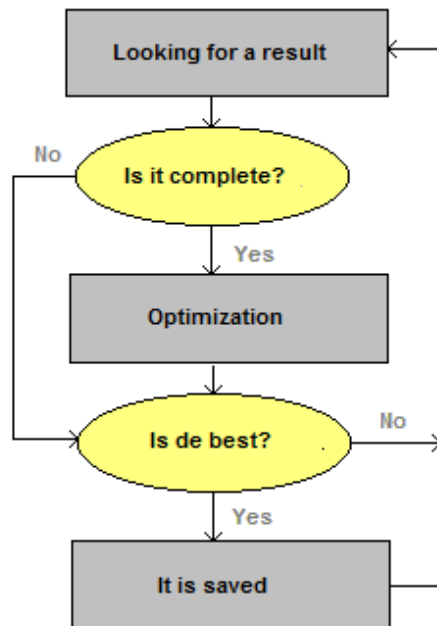 Looking for a result
No
Is it complete?
Yes
Optimization
Is de best?
No
Yes
It is saved